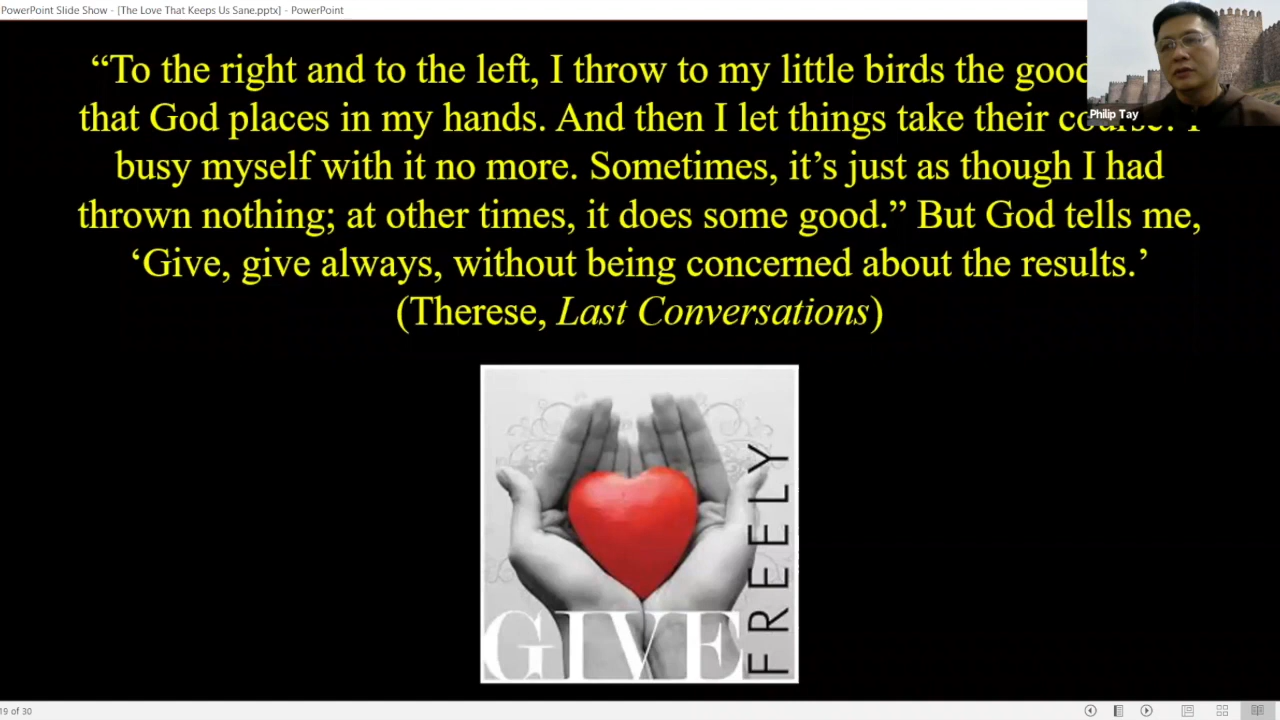 PowerPoint Slide Show - [The Love That Keeps Us Sane.pptx] - PowerPoint
“To the right and to the left, I throw to my little birds the good
that God places in my hands. And then I let things take their course. I
busy myself with it no more. Sometimes, it’s just as though I had
thrown nothing; at other times, it does some good.” But God tells me,
‘Give, give always, without being concerned about the results.’
(Therese, Last Conversations)
Philip Tay
GIVE
FREELY
19 of 30